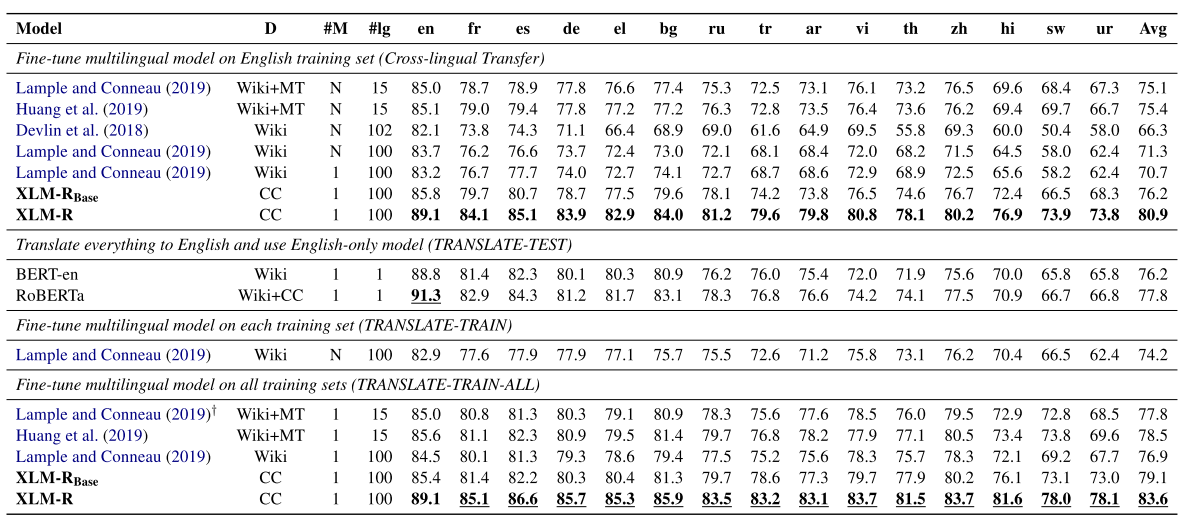 Model D #M #lg en fr es de el bg ru tr ar vi th zh hi sw ur Avg
Fine-tune multilingual model on English training set (Cross-lingual Transfer)
Lample and Conneau (2019) Wiki+MT N 15 85.0 78.7 78.9 77.8 76.6 77.4 75.3 72.5 73.1 76.1 73.2 76.5 69.6 68.4 67.3 75.1
Huang et al. (2019) Wiki+MT N 15 85.1 79.0 79.4 77.8 77.2 77.2 76.3 72.8 73.5 76.4 73.6 76.2 69.4 69.7 66.7 75.4
Devlin et al. (2018) Wiki N 102 82.1 73.8 74.3 71.1 66.4 68.9 69.0 61.6 64.9 69.5 55.8 69.3 60.0 50.4 58.0 66.3
Lample and Conneau (2019) Wiki N 100 83.7 76.2 76.6 73.7 72.4 73.0 72.1 68.1 68.4 72.0 68.2 71.5 64.5 58.0 62.4 71.3
Lample and Conneau (2019) Wiki 1 100 83.2 76.7 77.7 74.0 72.7 74.1 72.7 68.7 68.6 72.9 68.9 72.5 65.6 58.2 62.4 70.7
XLM-RBase CC 1 100 85.8 79.7 80.7 78.7 77.5 79.6 78.1 74.2 73.8 76.5 74.6 76.7 72.4 66.5 68.3 76.2
XLM-R CC 1 100 89.1 84.1 85.1 83.9 82.9 84.0 81.2 79.6 79.8 80.8 78.1 80.2 76.9 73.9 73.8 80.9
Translate everything to English and use English-only model (TRANSLATE-TEST)
BERT-en Wiki 1 1 88.8 81.4 82.3 80.1 80.3 80.9 76.2 76.0 75.4 72.0 71.9 75.6 70.0 65.8 65.8 76.2
RoBERTa Wiki+CC 1 1 91.3 82.9 84.3 81.2 81.7 83.1 78.3 76.8 76.6 74.2 74.1 77.5 70.9 66.7 66.8 77.8
Fine-tune multilingual model on each training set (TRANSLATE-TRAIN)
Lample and Conneau (2019) Wiki N 100 82.9 77.6 77.9 77.9 77.1 75.7 75.5 72.6 71.2 75.8 73.1 76.2 70.4 66.5 62.4 74.2
Fine-tune multilingual model on all training sets (TRANSLATE-TRAIN-ALL)
Lample and Conneau (2019)† Wiki+MT 1 15 85.0 80.8 81.3 80.3 79.1 80.9 78.3 75.6 77.6 78.5 76.0 79.5 72.9 72.8 68.5 77.8
Huang et al. (2019) Wiki+MT 1 15 85.6 81.1 82.3 80.9 79.5 81.4 79.7 76.8 78.2 77.9 77.1 80.5 73.4 73.8 69.6 78.5
Lample and Conneau (2019) Wiki 1 100 84.5 80.1 81.3 79.3 78.6 79.4 77.5 75.2 75.6 78.3 75.7 78.3 72.1 69.2 67.7 76.9
XLM-RBase CC 1 100 85.4 81.4 82.2 80.3 80.4 81.3 79.7 78.6 77.3 79.7 77.9 80.2 76.1 73.1 73.0 79.1
XLM-R CC 1 100 89.1 85.1 86.6 85.7 85.3 85.9 83.5 83.2 83.1 83.7 81.5 83.7 81.6 78.0 78.1 83.6